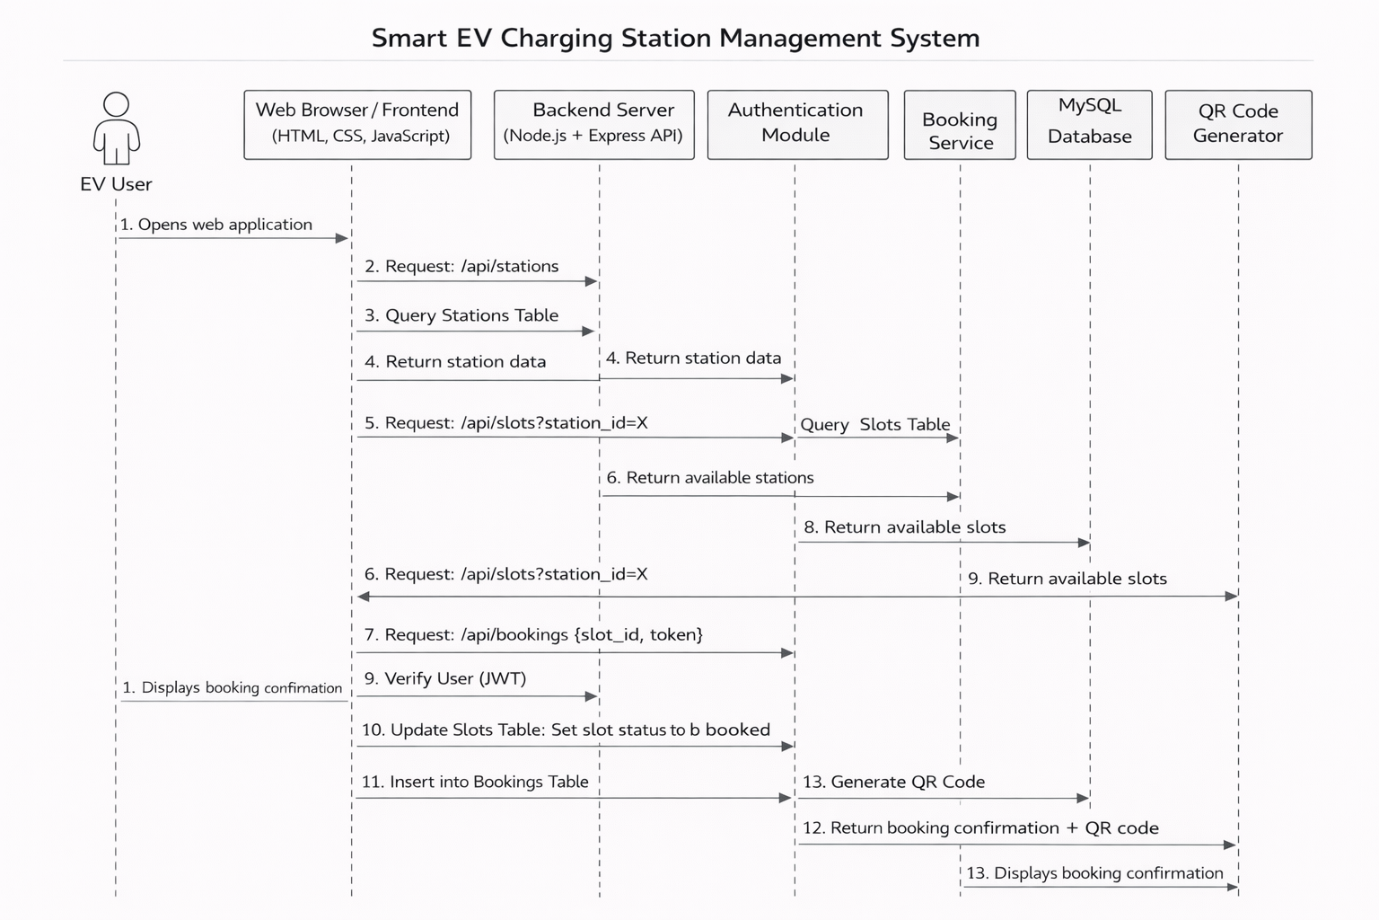 Smart EV Charging Station Management System
Web Browser / Frontend
(HTML, CSS, JavaScript)
Backend Server
(Node.js + Express API)
Authentication
Module
Booking
Service
MySQL
Database
QR Code
Generator
EV User
1. Opens web application
2. Request: /api/stations
3. Query Stations Table
4. Return station data
4. Return station data
5. Request: /api/slots?station_id=X
Query Slots Table
6. Return available stations
8. Return available slots
6. Request: /api/slots?station_id=X
9. Return available slots
7. Request: /api/bookings {slot_id, token}
9. Verify User (JWT)
1. Displays booking confimation
10. Update Slots Table: Set slot status to b booked
11. Insert into Bookings Table
13. Generate QR Code
12. Return booking confirmation + QR code
13. Displays booking confirmation